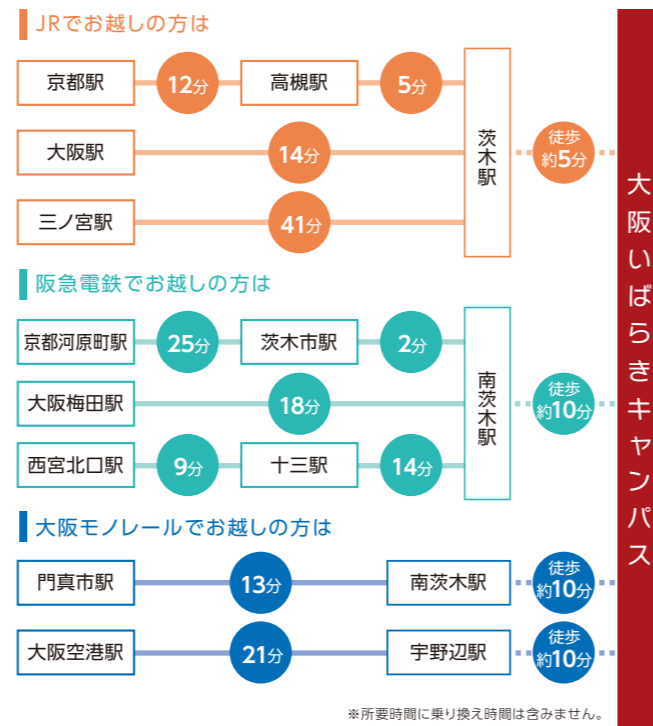 JRでお越しの方は
京都駅 12分 高槻駅 5分
大阪駅 14分
三ノ宮駅 41分
茨木駅
徒歩
約5分
阪急電鉄でお越しの方は
京都河原町駅 25分 茨木市駅 2分
大阪梅田駅 18分
西宮北口駅 9分 十三駅 14分
南茨木駅
徒歩
約10分
大阪モノレールでお越しの方は
門真市駅 13分 南茨木駅
徒歩
約10分
大阪空港駅 21分 宇野辺駅
徒歩
約10分
大阪いばらきキャンパス
※所要時間に乗り換え時間は含みません。